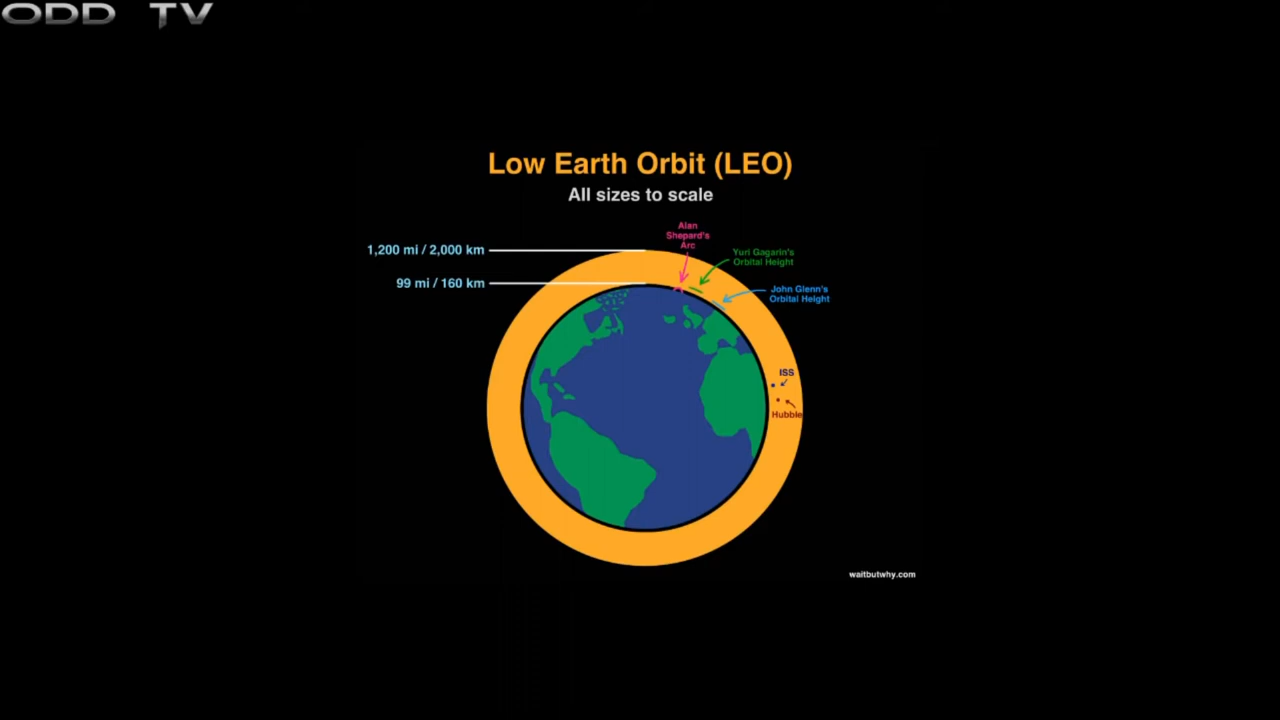 ODD TV
Low Earth Orbit (LEO)
All sizes to scale
Alan
Shepard's
Arc
1,200 mi / 2,000 km
Yuri Gagarin's
Orbital Height
99 mi / 160 km
John Glenn's
Orbital Height
ISS
Hubble
waitbutwhy.com